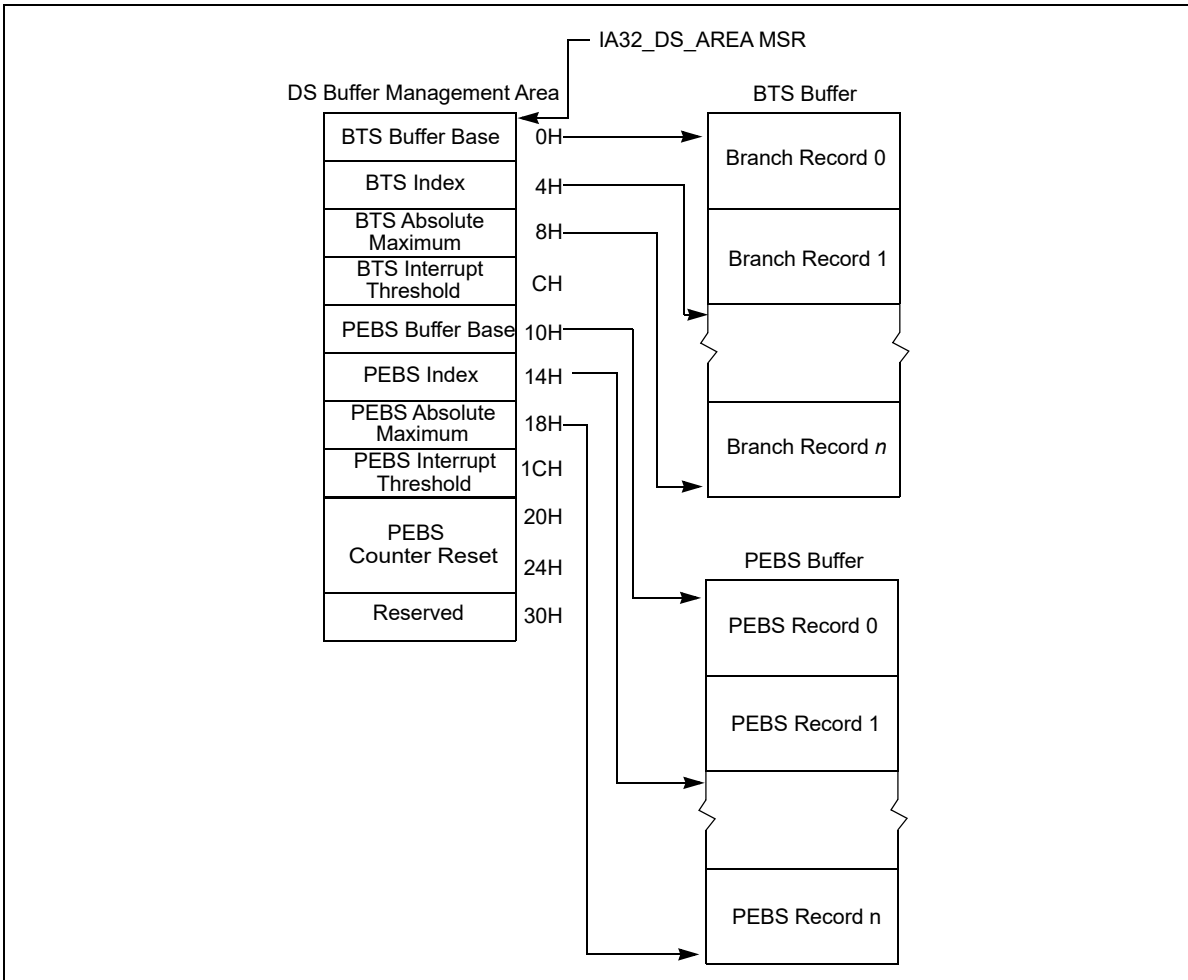 IA32_DS_AREA MSR
DS Buffer Management Area
BTS Buffer Base 0H
BTS Index 4H
BTS Absolute
Maximum 8H
BTS Interrupt
Threshold CH
PEBS Buffer Base 10H
PEBS Index 14H
PEBS Absolute
Maximum 18H
PEBS Interrupt
Threshold 1CH
20H
PEBS
Counter Reset
24H
Reserved 30H
BTS Buffer
Branch Record 0
Branch Record 1
Branch Record n
PEBS Buffer
PEBS Record 0
PEBS Record 1
PEBS Record n